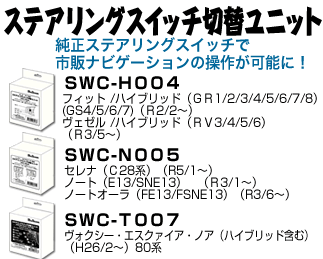 ステアリングスイッチ切替ユニット
純正ステアリングスイッチで
市販ナビゲーションの操作が可能に！
SWC-H004
フィット /ハイブリッド（GR1/2/3/4/5/6/7/8）
(GS4/5/6/7)（R2/2～）
ヴェゼル /ハイブリッド（RV3/4/5/6）
（R3/5～）
SWC-N005
セレナ（C28系）（R5/1～）
ノート（E13/SNE13）　（R3/1～）
ノートオーラ（FE13/FSNE13）（R3/6～）
SWC-T007
ヴォクシー・エスクァイア・ノア（ハイブリッド含む）
（H26/2～）80系